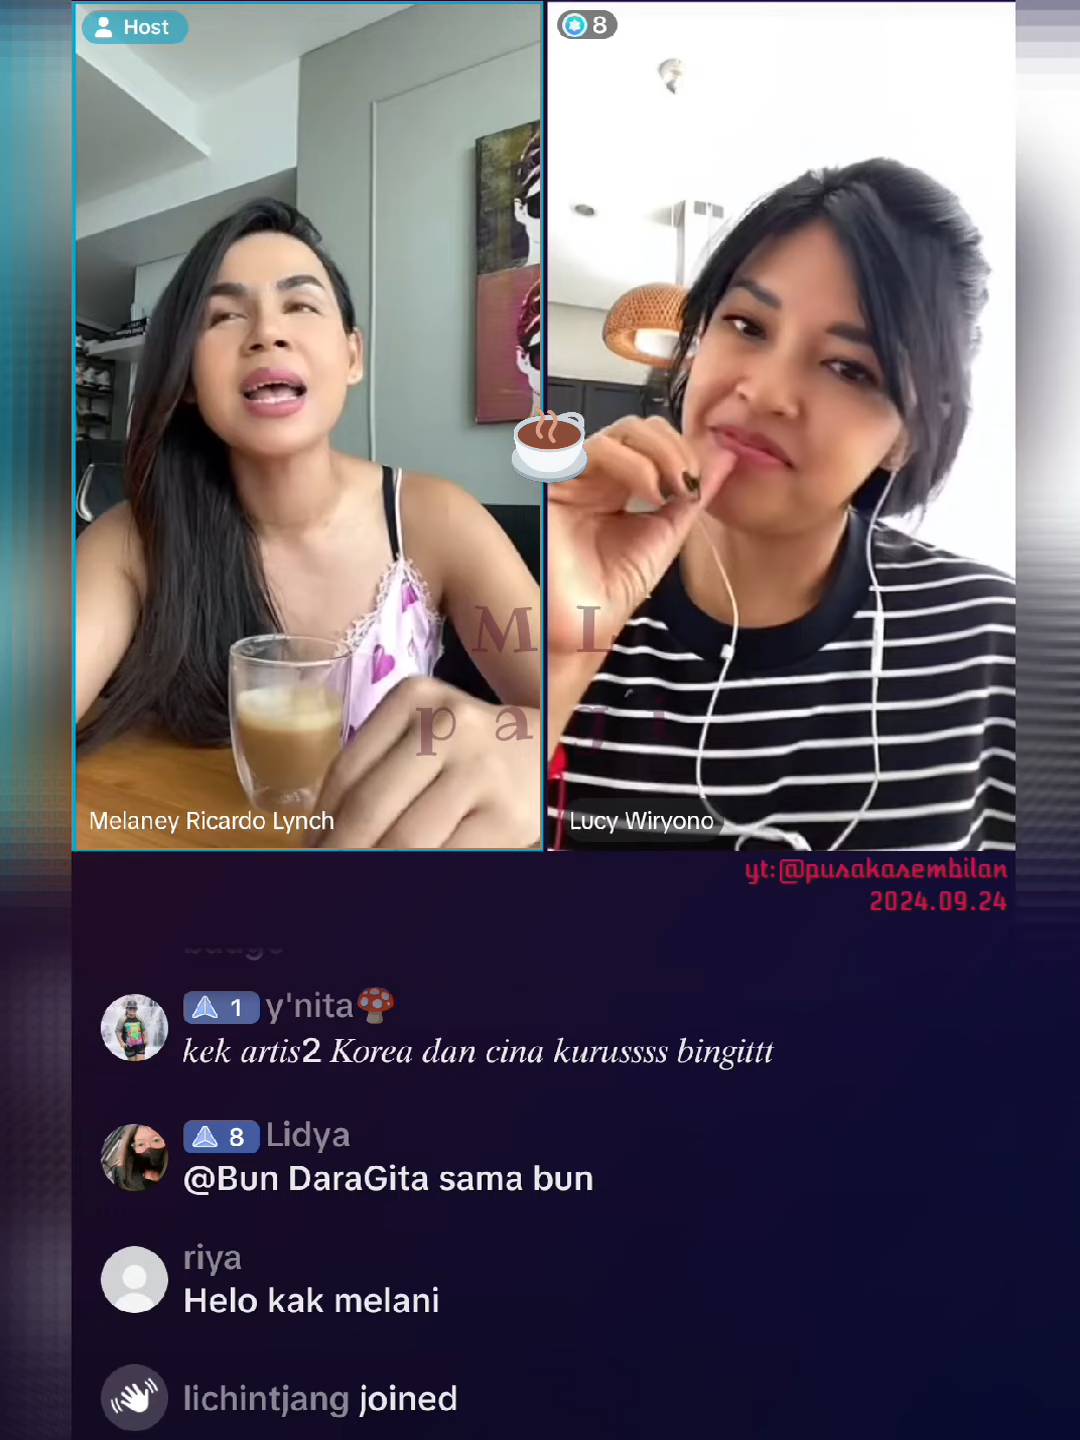 Host
8
M L
pagi
Melaney Ricardo Lynch
Lucy Wiryono
yt:@pusakasembilan
2024.09.24
1 y'nita🍄
kek artis2 Korea dan cina kurussss bingittt
8 Lidya
@Bun DaraGita sama bun
riya
Helo kak melani
lichintjang joined